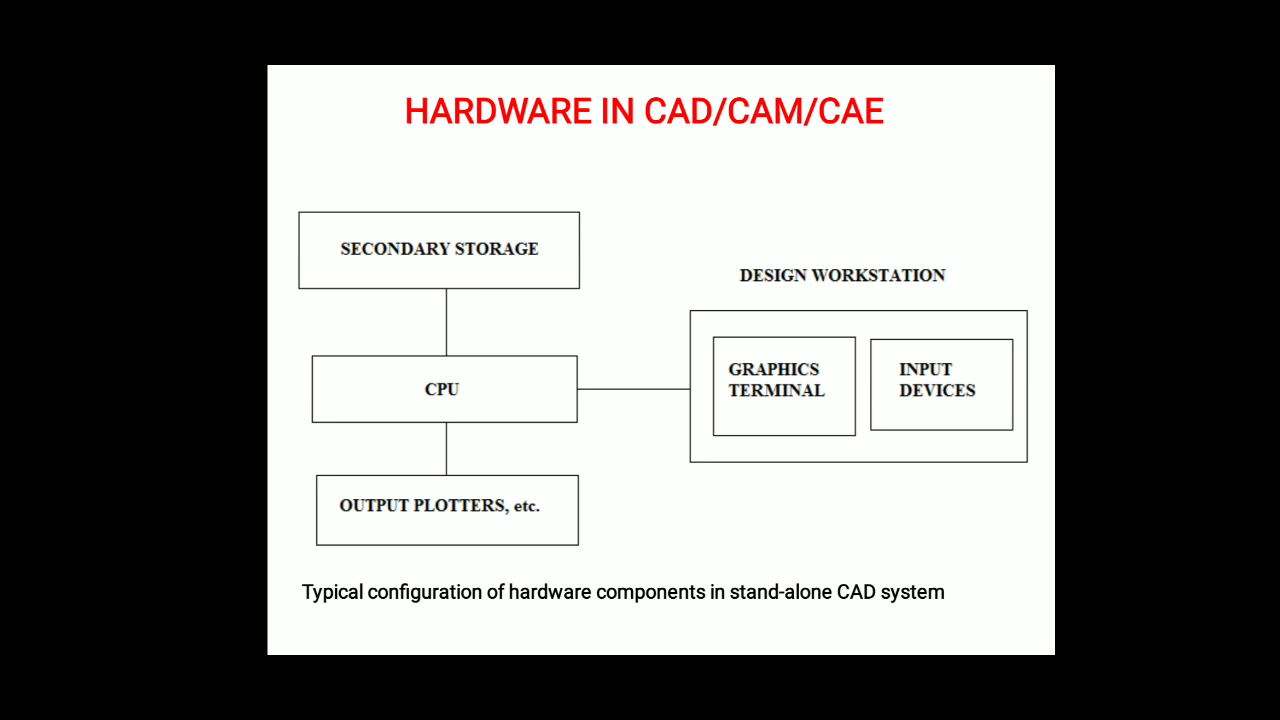 HARDWARE IN CAD/CAM/CAE
SECONDARY STORAGE
DESIGN WORKSTATION
GRAPHICS
TERMINAL
INPUT
DEVICES
CPU
OUTPUT PLOTTERS, etc.
Typical configuration of hardware components in stand-alone CAD system